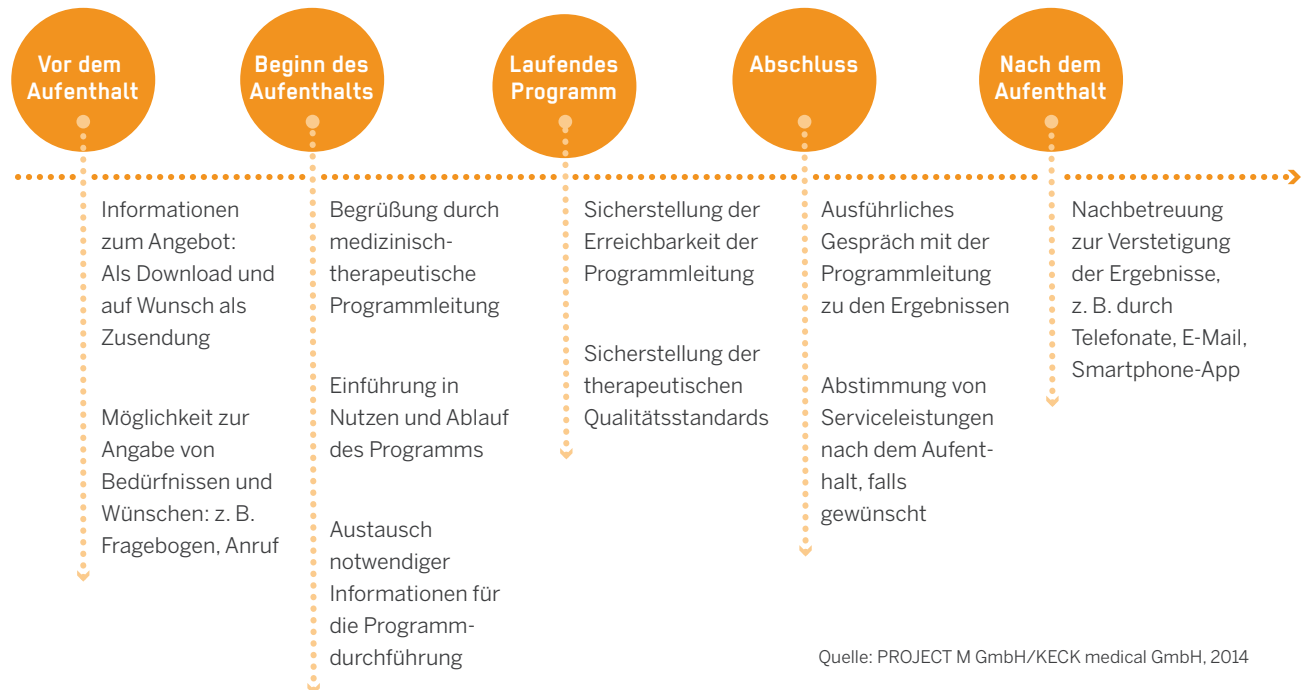 Vor dem
Aufenthalt
Beginn des
Aufenthalts
Laufendes
Programm
Abschluss
Nach dem
Aufenthalt
Informationen
zum Angebot:
Als Download und
auf Wunsch als
Zusendung
Möglichkeit zur
Angabe von
Bedürfnissen und
Wünschen: z. B.
Fragebogen, Anruf
Begrüßung durch
medizinisch-
therapeutische
Programmleitung
Einführung in
Nutzen und Ablauf
des Programms
Austausch
notwendiger
Informationen für
die Programm-
durchführung
Sicherstellung der
Erreichbarkeit der
Programmleitung
Sicherstellung der
therapeutischen
Qualitätsstandards
Ausführliches
Gespräch mit der
Programmleitung
zu den Ergebnissen
Abstimmung von
Serviceleistungen
nach dem Aufent-
halt, falls
gewünscht
Nachbetreuung
zur Verstetigung
der Ergebnisse,
z. B. durch
Telefonate, E-Mail,
Smartphone-App
Quelle: PROJECT M GmbH/KECK medical GmbH, 2014